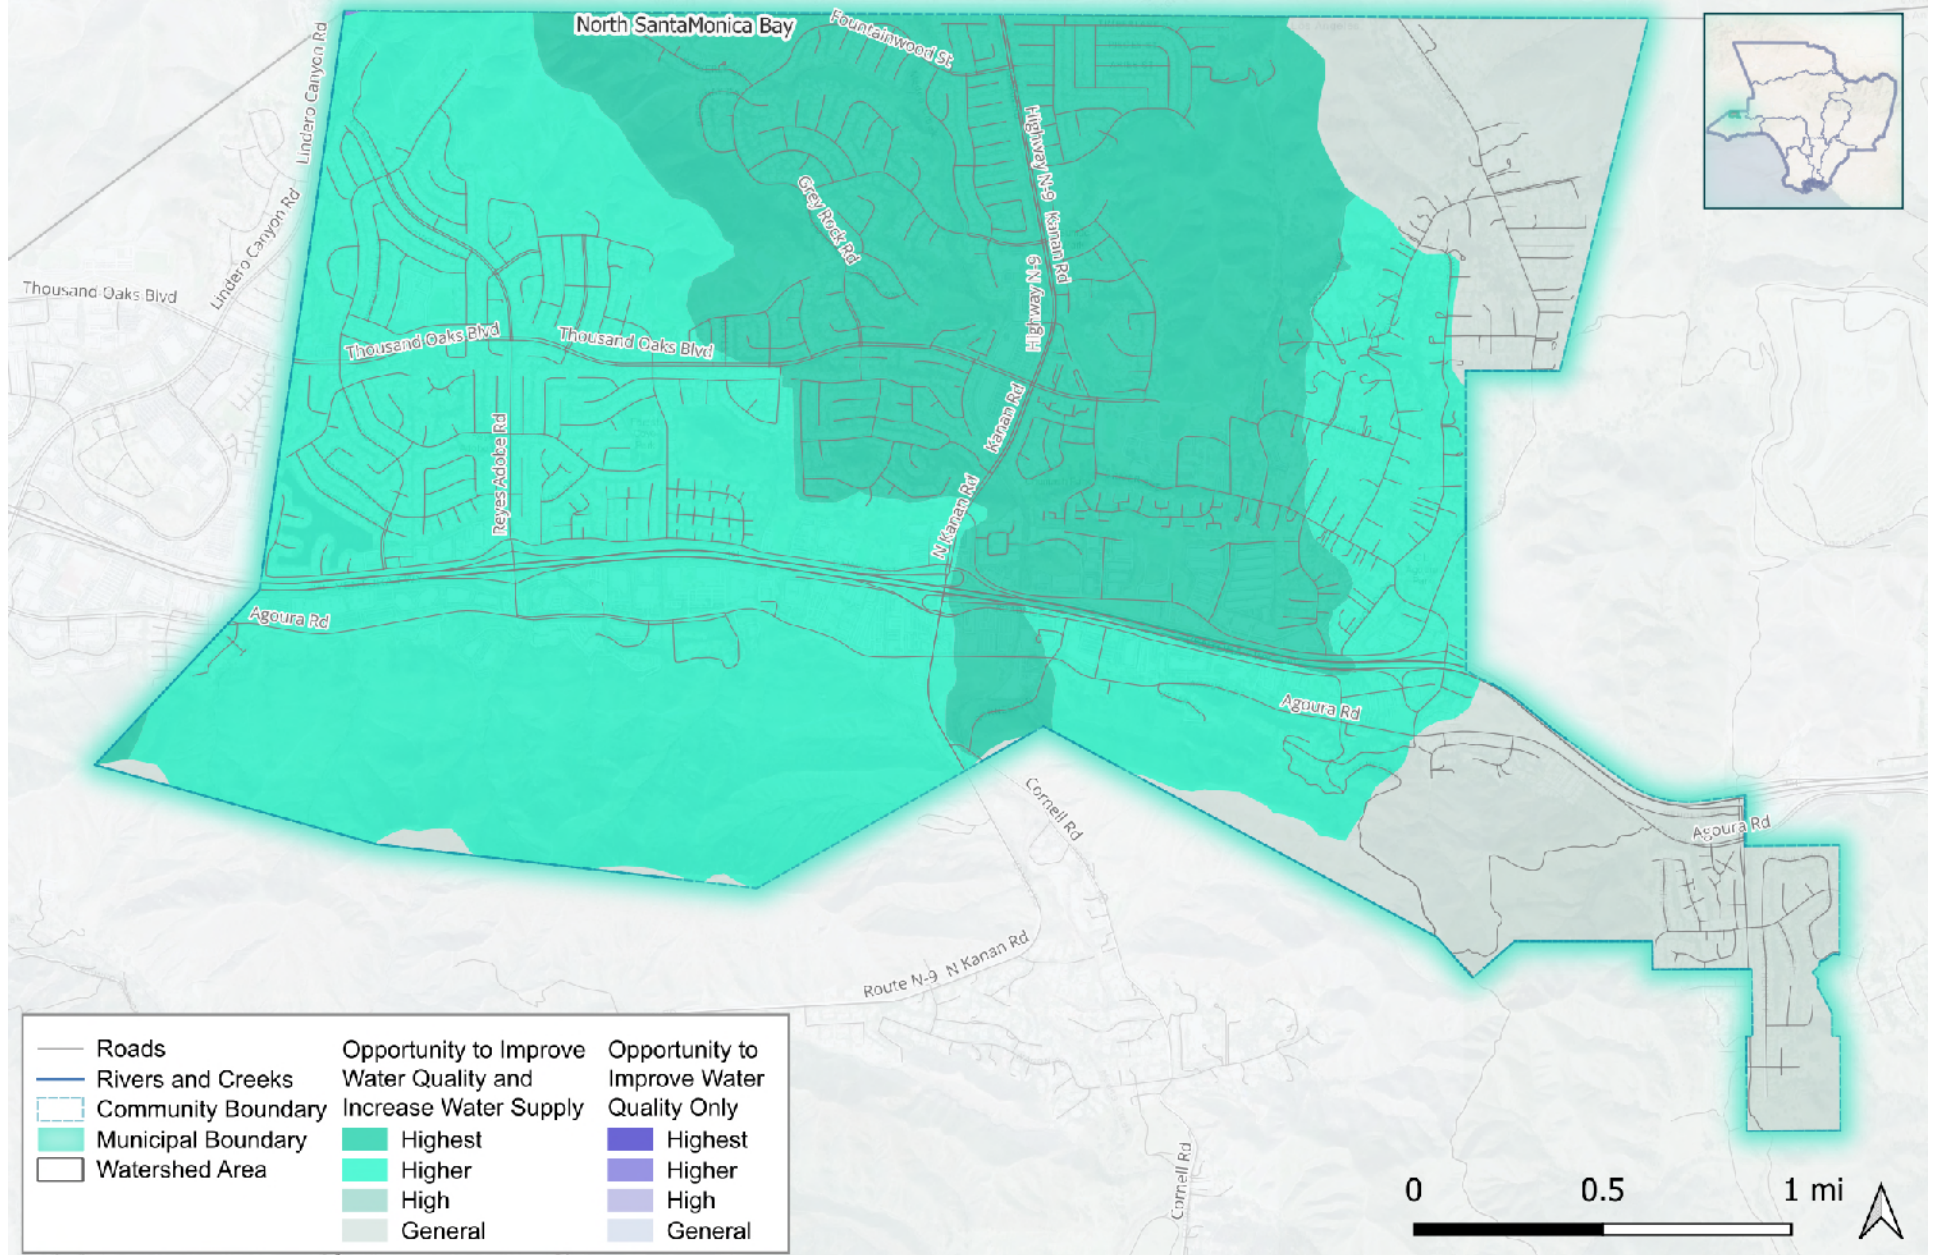 North SantaMonica Bay
Fountainwood St
Lindero Canyon Rd
Highway N-9 Kanan Rd
Grey Rock Rd
Lindero Canyon Rd
Thousand Oaks Blvd
Highway N-9
Thousand Oaks Blvd
Thousand Oaks Blvd
Kanan Rd
Reyes Adobe Rd
N Kanan Rd
Agoura Rd
Agoura Rd
Cornell Rd
Agoura Rd
Route N-9 N Kanan Rd
Cornell Rd
Roads
Rivers and Creeks
Community Boundary
Municipal Boundary
Watershed Area
Opportunity to Improve
Water Quality and
Increase Water Supply
Highest
Higher
High
General
Opportunity to
Improve Water
Quality Only
Highest
Higher
High
General
0 0.5 1 mi